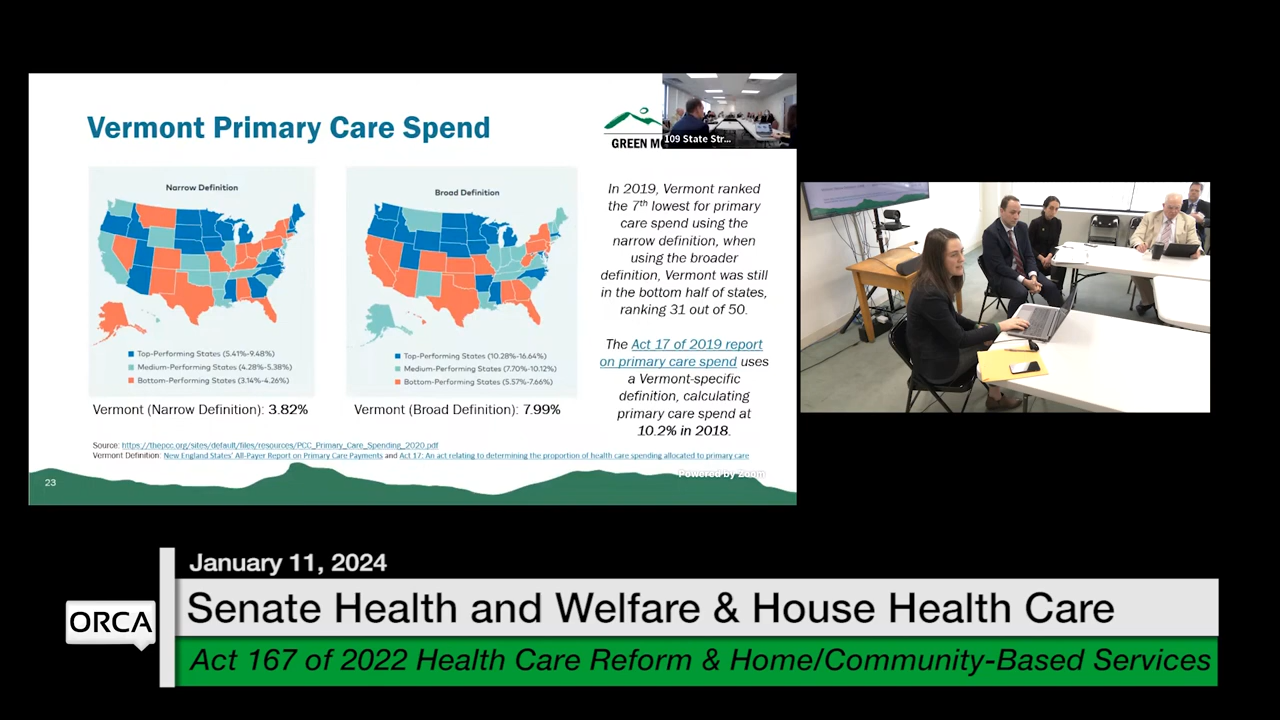 Vermont Primary Care Spend
GREEN MO
109 State Str...
Narrow Definition
Top-Performing States (5.41%-9.48%)
Medium-Performing States (4.28%-5.38%)
Bottom-Performing States (3.14%-4.26%)
Vermont (Narrow Definition): 3.82%
Broad Definition
Top-Performing States (10.28%-16.64%)
Medium-Performing States (7.70%-10.12%)
Bottom-Performing States (5.57%-7.66%)
Vermont (Broad Definition): 7.99%
In 2019, Vermont ranked
the 7th lowest for primary
care spend using the
narrow definition, when
using the broader
definition, Vermont was still
in the bottom half of states,
ranking 31 out of 50.
The Act 17 of 2019 report
on primary care spend uses
a Vermont-specific
definition, calculating
primary care spend at
10.2% in 2018.
Source: https://thepcc.org/sites/default/files/resources/PCC_Primary_Care_Spending_2020.pdf
Vermont Definition: New England States' All-Payer Report on Primary Care Payments and Act 17: An act relating to determining the proportion of health care spending allocated to primary care
Powered by Zoom
23
January 11, 2024
ORCA
Senate Health and Welfare & House Health Care
Act 167 of 2022 Health Care Reform & Home/Community-Based Services